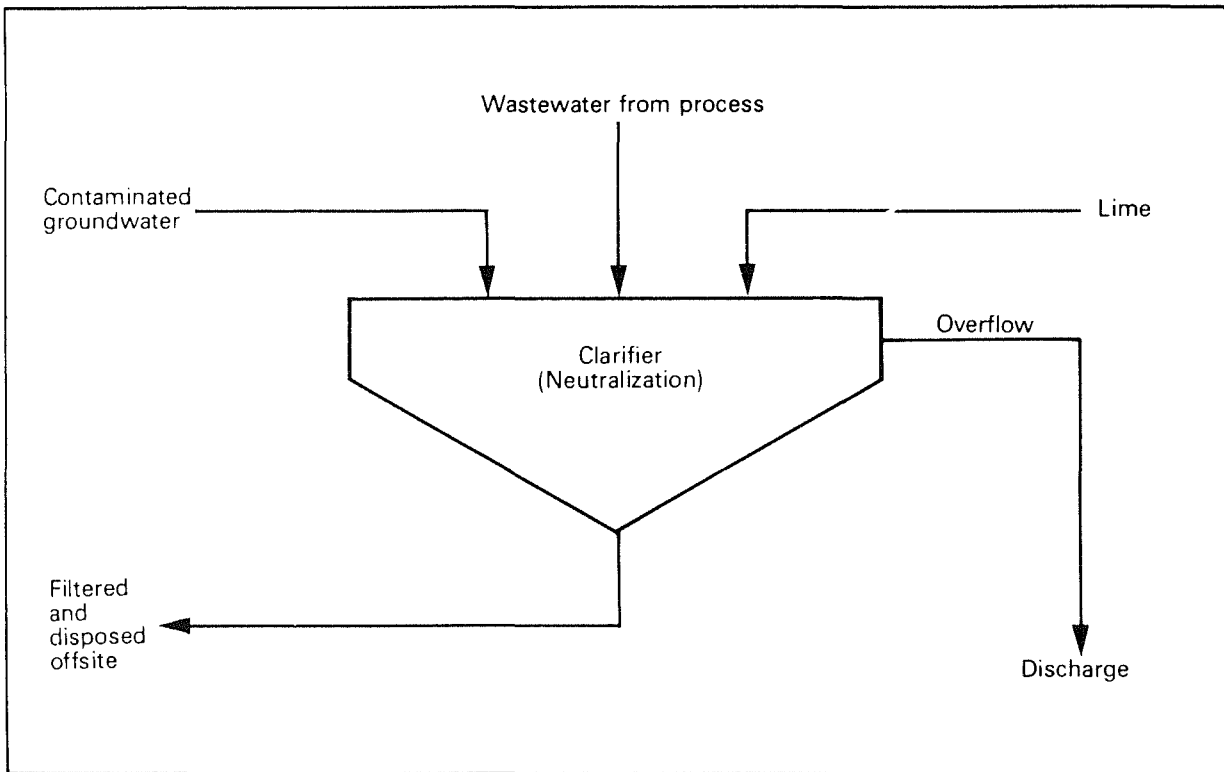 Wastewater from process
Contaminated
groundwater
Lime
Overflow
Clarifier
(Neutralization)
Filtered
and
disposed
offsite
Discharge